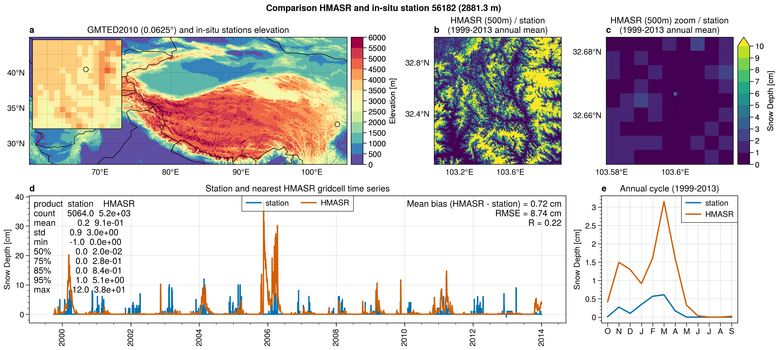 Comparison HMASR and in-situ station 56182 (2881.3 m)
a GMTED2010 (0.0625°) and in-situ stations elevation
40°N
35°N
30°N
70°E 80°E 90°E 100°E
6000
5500
5000
4500
4000
3500
3000
2500
2000
1500
1000
500
0
Elevation [m]
b HMASR (500m) / station
(1999-2013 annual mean)
32.8°N
32.4°N
103.2°E 103.6°E
c HMASR (500m) zoom / station
(1999-2013 annual mean)
32.68°N
32.66°N
103.58°E 103.6°E
10
9
8
7
6
5
4
3
2
1
0
Snow Depth [cm]
d Station and nearest HMASR gridcell time series
station HMASR
product station HMASR
count 5064.0 5.2e+03
mean 0.2 9.1e-01
std 0.9 3.0e+00
min -1.0 0.0e+00
50% 0.0 2.0e-02
75% 0.0 2.8e-01
85% 0.0 8.4e-01
95% 1.0 5.1e+00
max 12.0 3.8e+01
Mean bias (HMASR - station) = 0.72 cm
RMSE = 8.74 cm
R = 0.22
Snow Depth [cm]
40
30
20
10
0
2000 2002 2004 2006 2008 2010 2012 2014
e Annual cycle (1999-2013)
station
HMASR
Snow Depth [cm]
3
2.5
2
1.5
1
0.5
0
O N D J F M A M J J A S